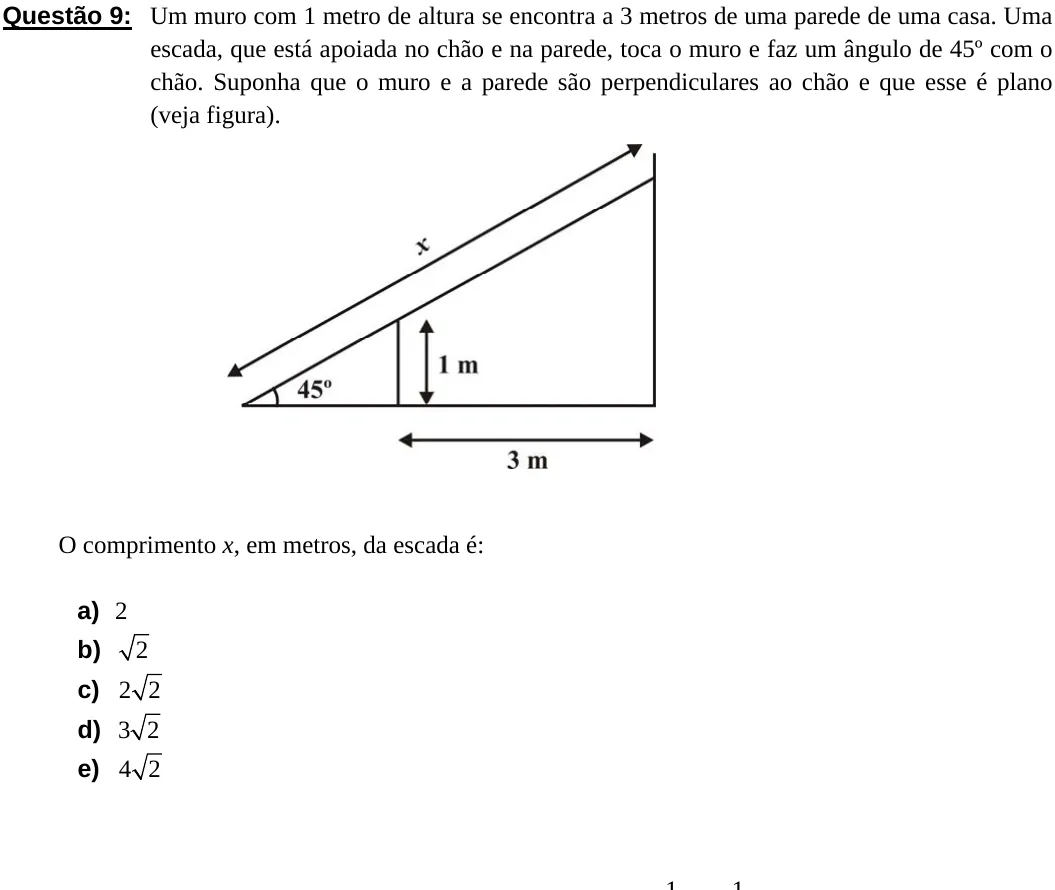 Questão 9: Um muro com 1 metro de altura se encontra a 3 metros de uma parede de uma casa. Uma
escada, que está apoiada no chão e na parede, toca o muro e faz um ângulo de 45º com o
chão. Suponha que o muro e a parede são perpendiculares ao chão e que esse é plano
(veja figura).
x
1 m
45º
3 m
O comprimento x, em metros, da escada é:
a) 2
b) √2
c) 2√2
d) 3√2
e) 4√2
1 1